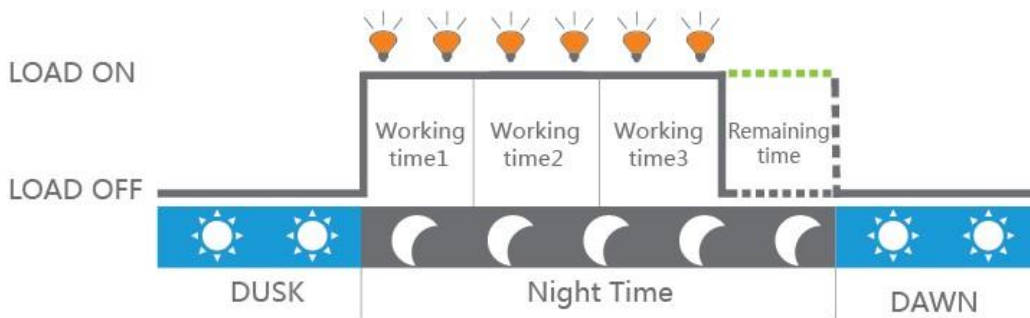 LOAD ON
Working
time1
Working
time2
Working
time3
Remaining
time
LOAD OFF
DUSK
Night Time
DAWN